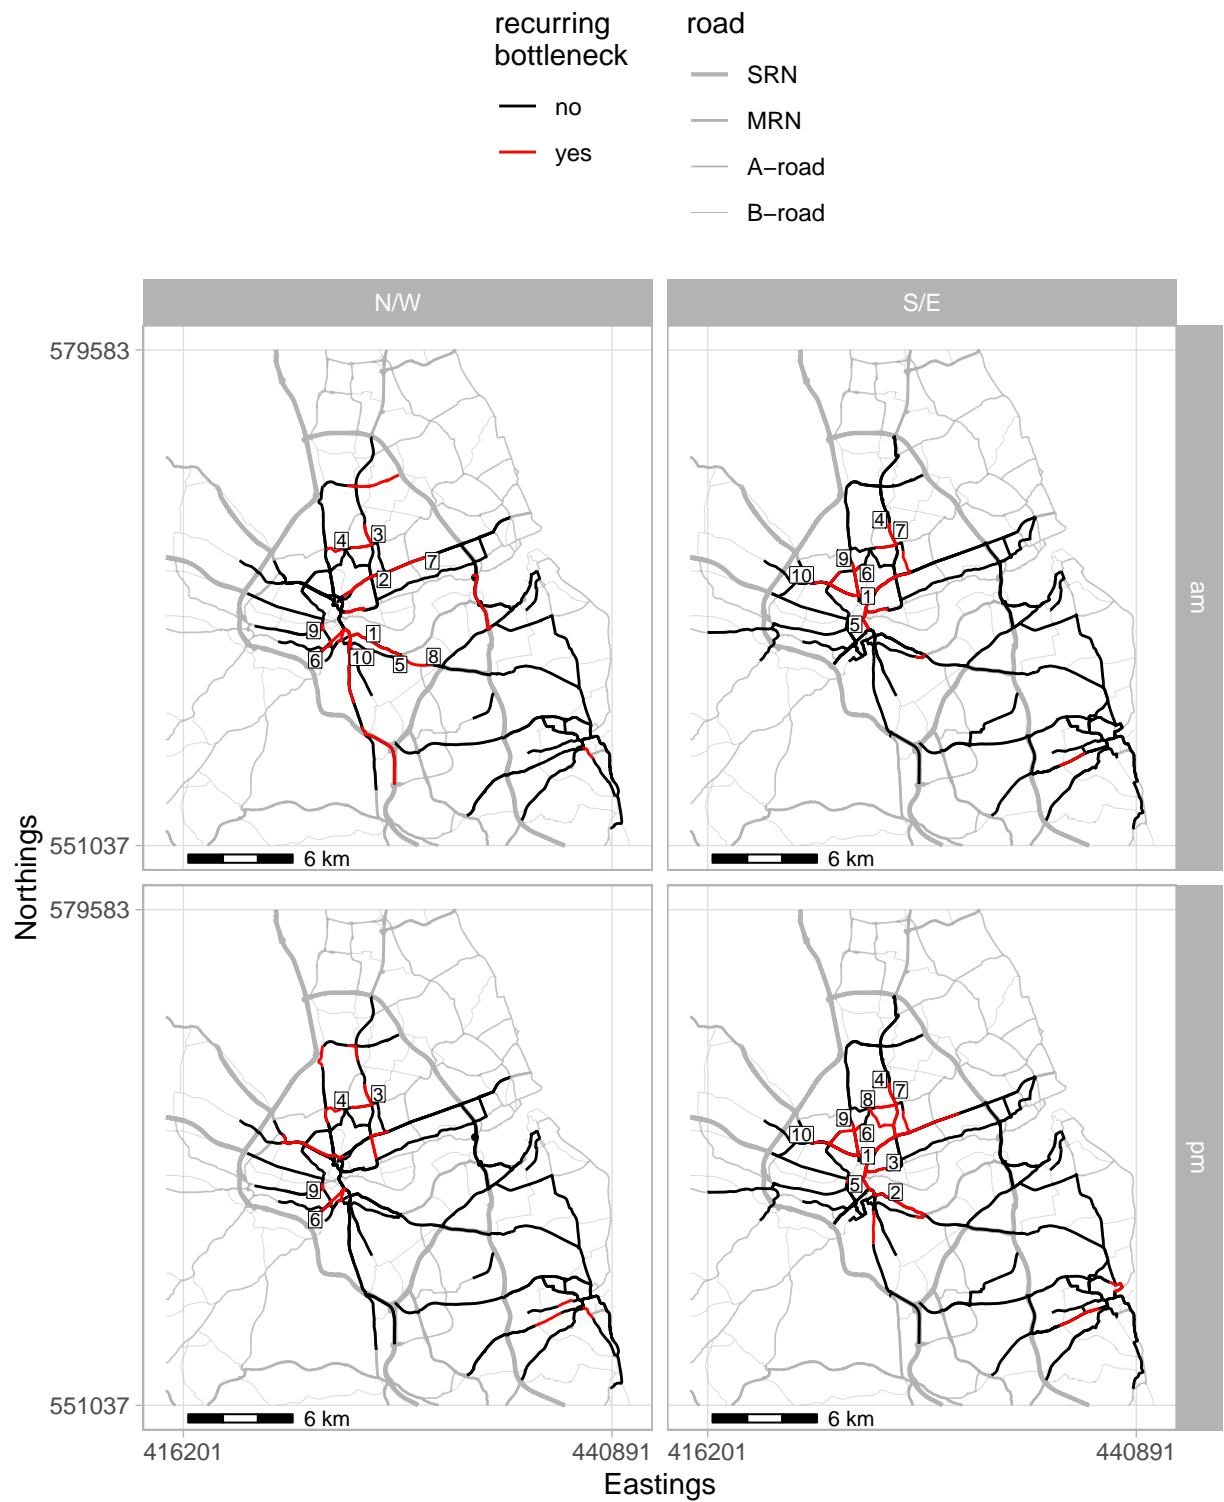 recurring
bottleneck
no
yes
road
SRN
MRN
A−road
B−road
N/W
S/E
579583
551037
Northings
4
3
7
2
9
1
6
10
5
8
6 km
4
7
9
6
10
1
5
6 km
am
579583
551037
4
3
9
6
6 km
4
7
8
9
6
10
1
3
5
2
6 km
pm
416201
440891
416201
440891
Eastings